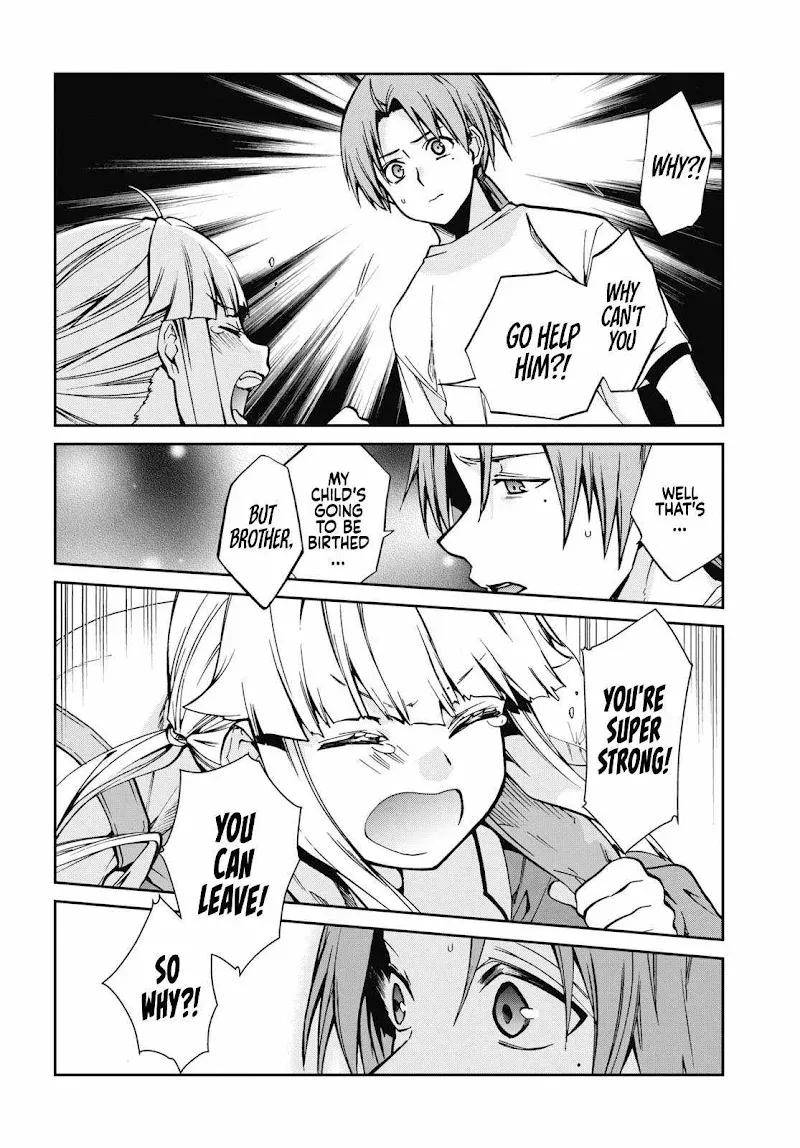 WHY?!
WHY
CAN'T
YOU
GO HELP
HIM?!
WELL
THAT'S
...
MY
CHILD'S
GOING
TO BE
BIRTHED
...
BUT
BROTHER,
YOU'RE
SUPER
STRONG!
YOU
CAN
LEAVE!
SO
WHY?!